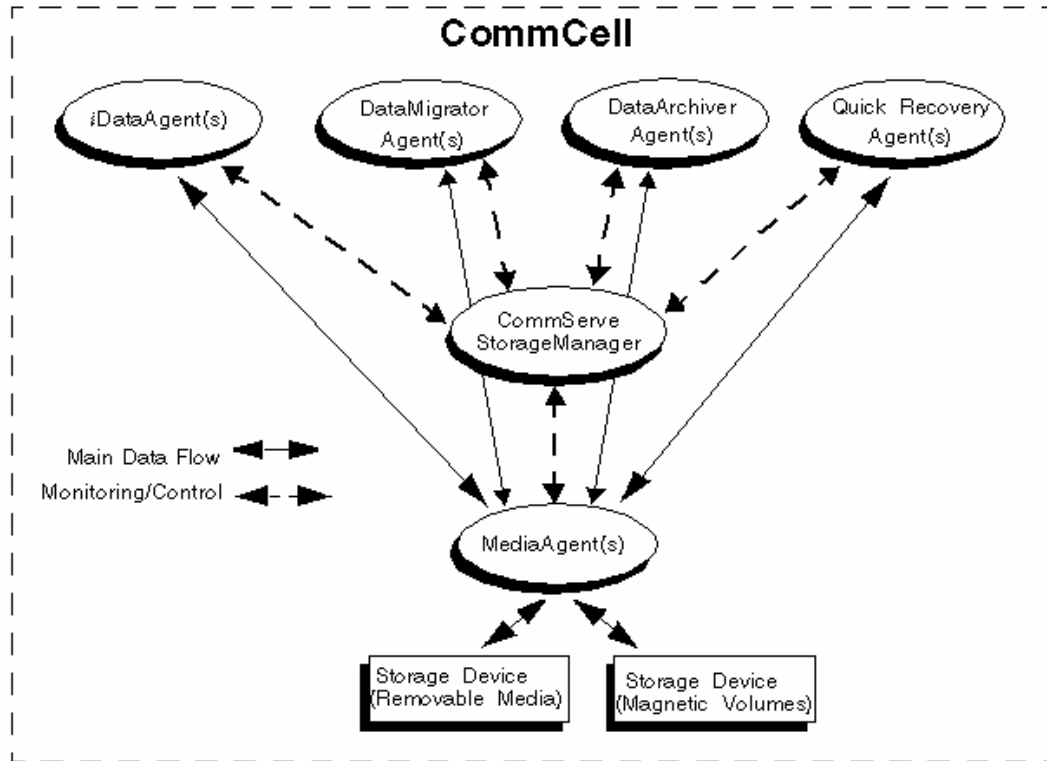 CommCell
iDataAgent(s)
DataMigrator
Agent(s)
DataArchiver
Agent(s)
Quick Recovery
Agent(s)
CommServe
StorageManager
Main Data Flow
Monitoring/Control
MediaAgent(s)
Storage Device
(Removable Media)
Storage Device
(Magnetic Volumes)